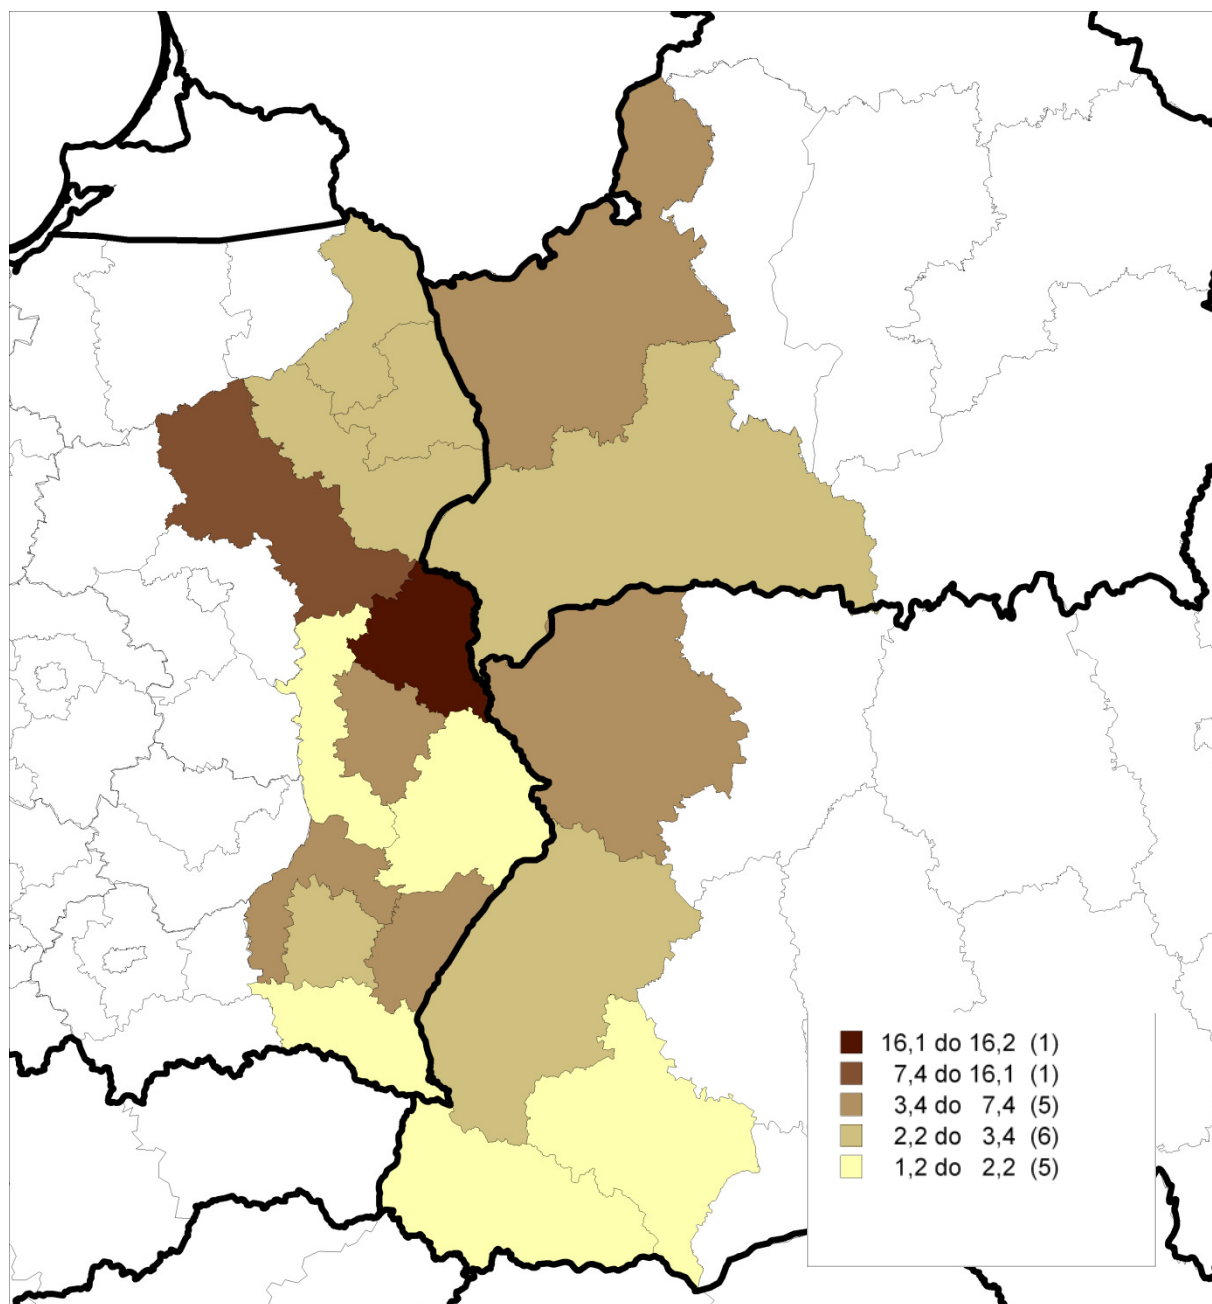 16,1 do 16,2 (1)
7,4 do 16,1 (1)
3,4 do 7,4 (5)
2,2 do 3,4 (6)
1,2 do 2,2 (5)